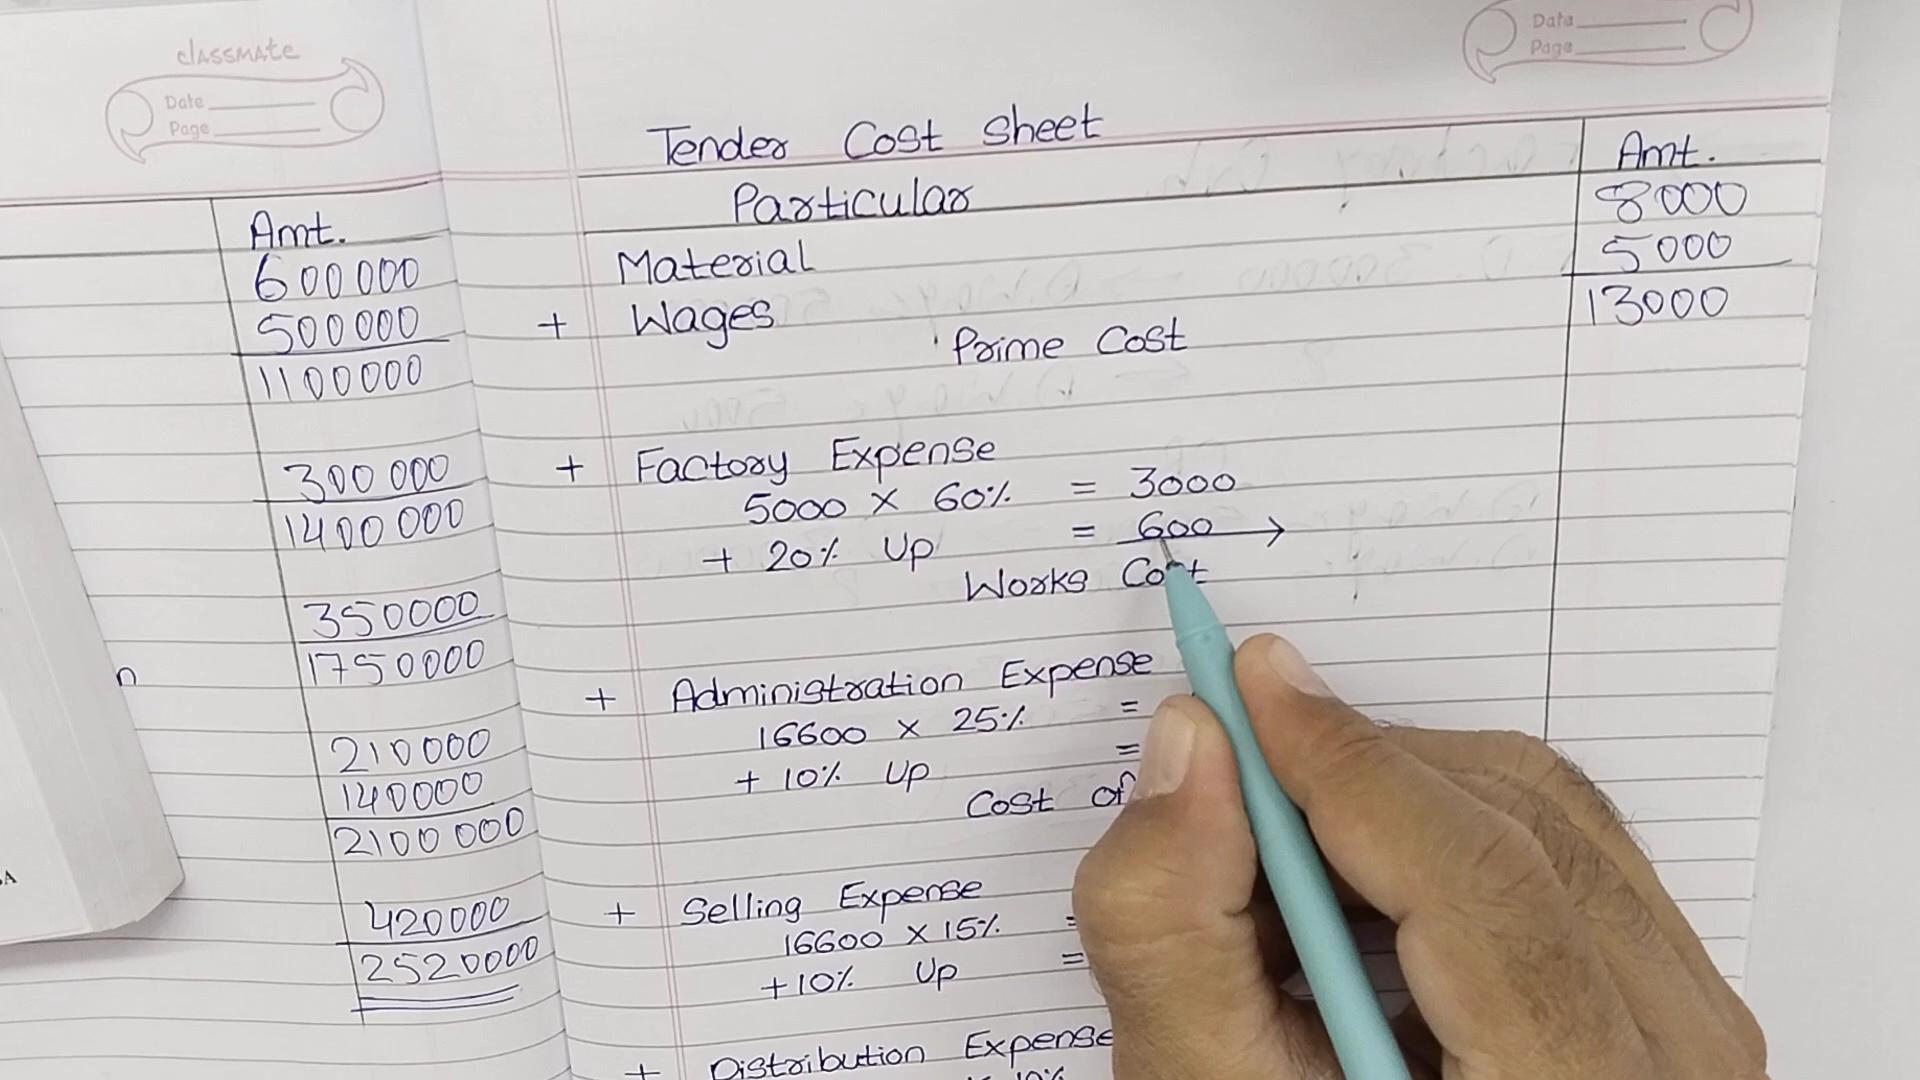 classmate
Date
Page
Amt.
600000
500000
1100000
300000
1400000
350000
1750000
n
210000
140000
2100000
420000
2520000
Date
Page
Tender Cost Sheet
Particular Amt.
Material 8000
+ Wages 5000
Prime Cost 13000
+ Factory Expense
5000 × 60% = 3000
+ 20% Up = 600 →
Works Cost
+ Administration Expense
16600 × 25% =
+ 10% Up =
Cost of
+ Selling Expense
16600 × 15% =
+10% Up =
+ Distribution Expense
10%